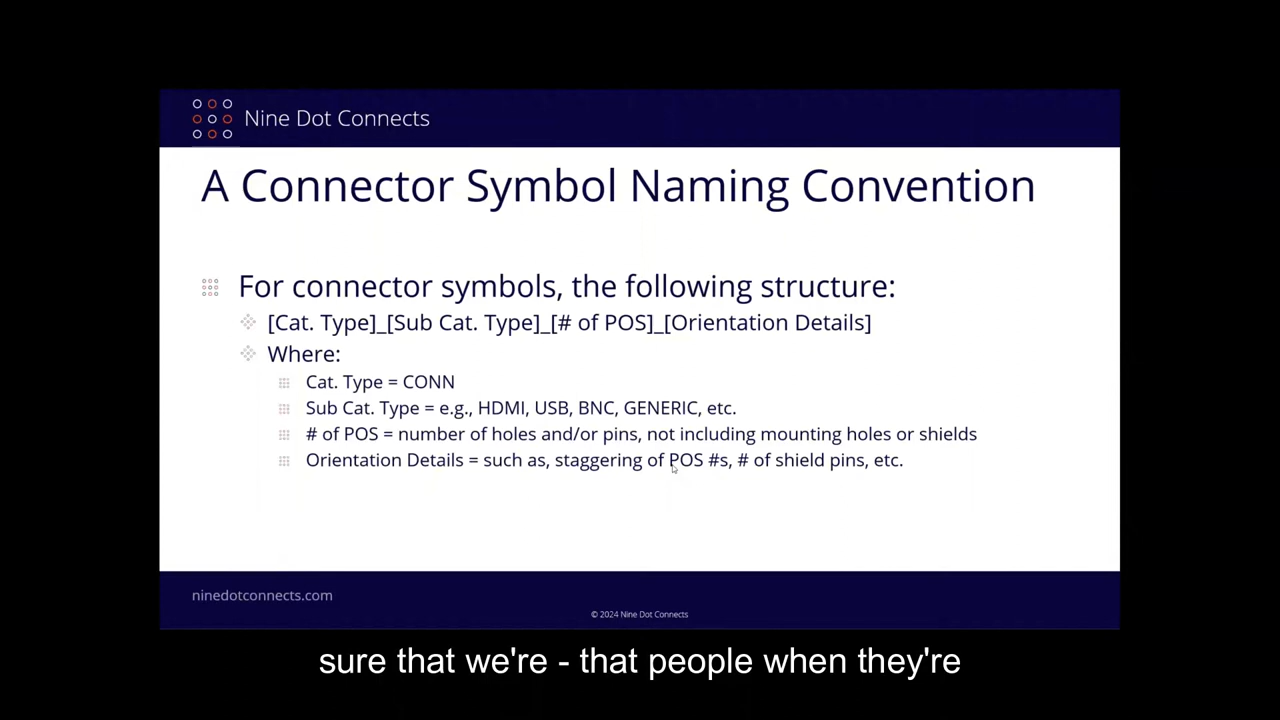 Nine Dot Connects
A Connector Symbol Naming Convention
For connector symbols, the following structure:
[Cat. Type]_[Sub Cat. Type]_[# of POS]_[Orientation Details]
Where:
Cat. Type = CONN
Sub Cat. Type = e.g., HDMI, USB, BNC, GENERIC, etc.
# of POS = number of holes and/or pins, not including mounting holes or shields
Orientation Details = such as, staggering of POS #s, # of shield pins, etc.
ninedotconnects.com
© 2024 Nine Dot Connects
sure that we're - that people when they're